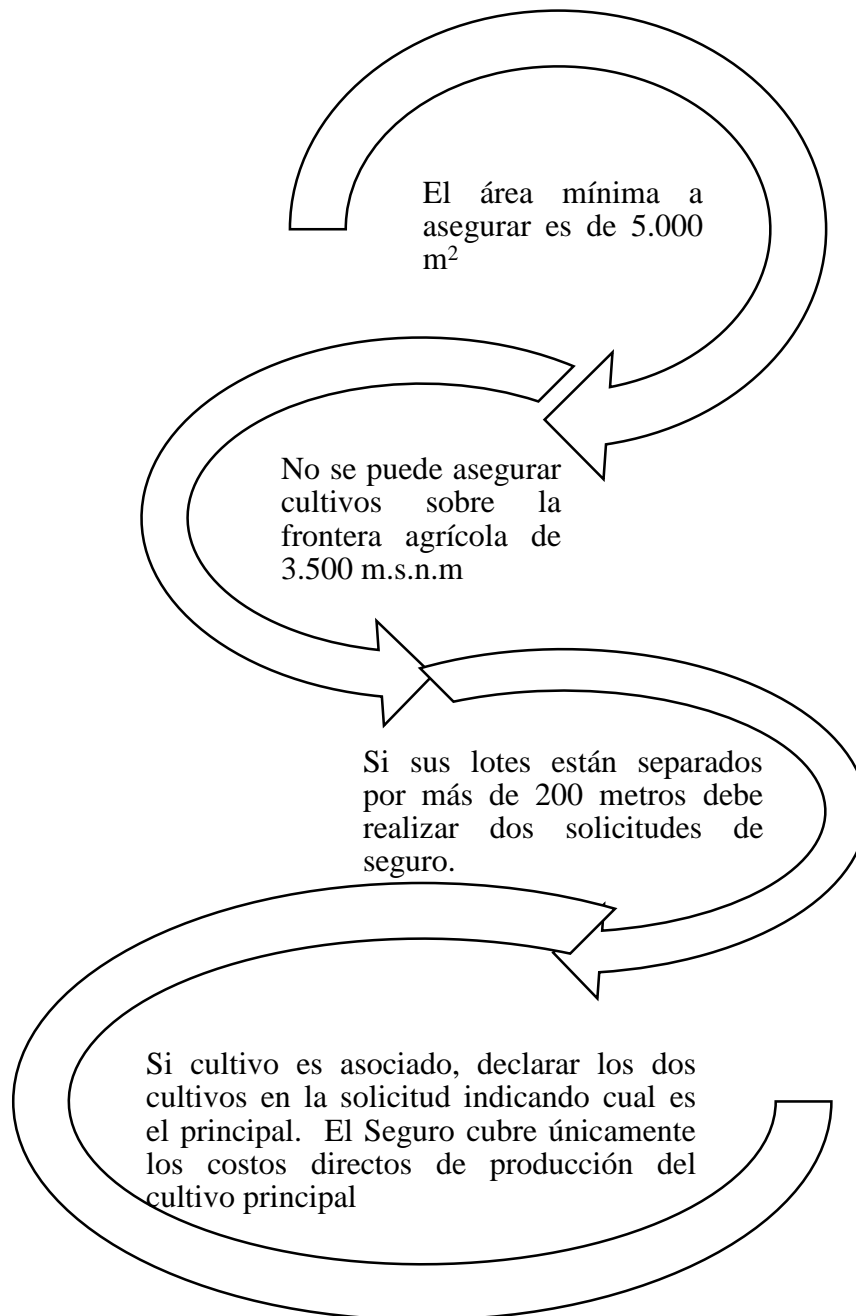 El área mínima a
asegurar es de 5.000
m²
No se puede asegurar
cultivos sobre la
frontera agrícola de
3.500 m.s.n.m
Si sus lotes están separados
por más de 200 metros debe
realizar dos solicitudes de
seguro.
Si cultivo es asociado, declarar los dos
cultivos en la solicitud indicando cual es
el principal. El Seguro cubre únicamente
los costos directos de producción del
cultivo principal